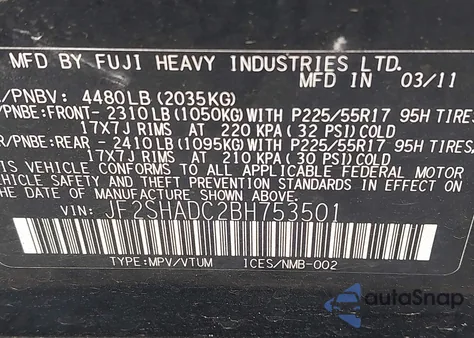 MFD BY FUJI HEAVY INDUSTRIES LTD.
MFD IN 03/11
/PNBV: 4480LB (2035KG)
/PNBE:FRONT- 2310LB (1050KG) WITH P225/55R17 95H TIRES,
17X7J RIMS AT 220 KPA (32 PSI) COLD
R/PNBE:REAR - 2410LB (1095KG) WITH P225/55R17 95H TIRES,
17X7J RIMS AT 210 KPA (30 PSI) COLD
VEHICLE CONFORMS TO ALL APPLICABLE FEDERAL MOTOR
VEHICLE SAFETY AND THEFT PREVENTION STANDARDS IN EFFECT ON
DATE OF MANUFACTURE SHOWN ABOVE.
VIN: JF2SHADC2BH753501
TYPE:MPV/VTUM ICES/NMB-002
autoSnap